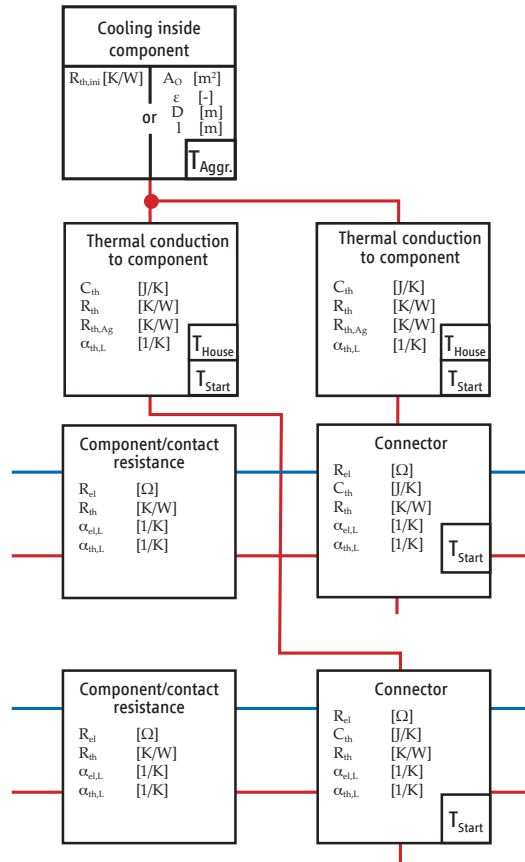 Cooling inside
component
R_th,ini [K/W]
or
A_O [m²]
ε [-]
D [m]
l [m]
T_Aggr.
Thermal conduction
to component
C_th [J/K]
R_th [K/W]
R_th,Ag [K/W]
α_th,L [1/K]
T_House
T_Start
Thermal conduction
to component
C_th [J/K]
R_th [K/W]
R_th,Ag [K/W]
α_th,L [1/K]
T_House
T_Start
Component/contact
resistance
R_el [Ω]
R_th [K/W]
α_el,L [1/K]
α_th,L [1/K]
Connector
R_el [Ω]
C_th [J/K]
R_th [K/W]
α_el,L [1/K]
α_th,L [1/K]
T_Start
Component/contact
resistance
R_el [Ω]
R_th [K/W]
α_el,L [1/K]
α_th,L [1/K]
Connector
R_el [Ω]
C_th [J/K]
R_th [K/W]
α_el,L [1/K]
α_th,L [1/K]
T_Start